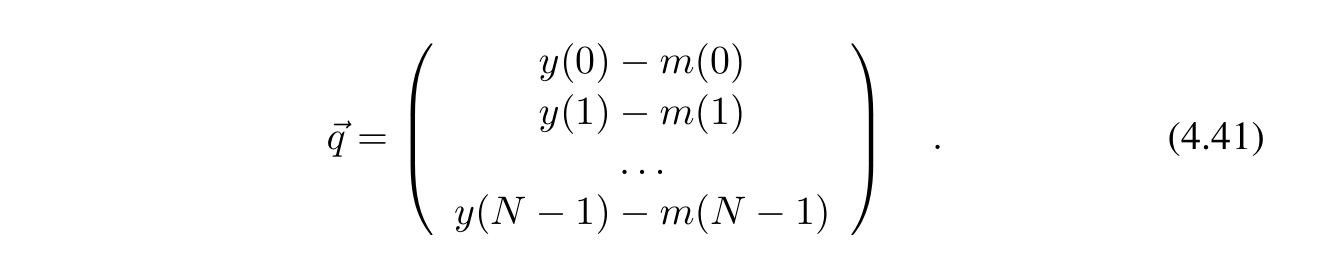 y(0) − m(0)
y(1) − m(1)
q⃗ = ( … ) . (4.41)
y(N − 1) − m(N − 1)